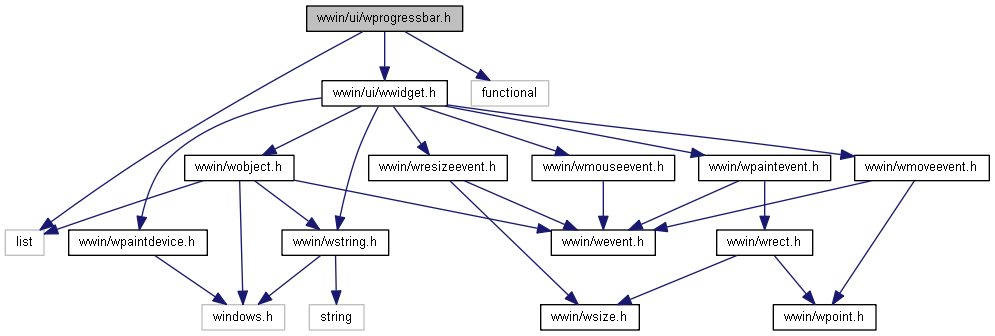 wwin/ui/wprogressbar.h
wwin/ui/wwidget.h
functional
wwin/wobject.h
wwin/wresizeevent.h
wwin/wmouseevent.h
wwin/wpaintevent.h
wwin/wmoveevent.h
list
wwin/wpaintdevice.h
wwin/wstring.h
wwin/wevent.h
wwin/wrect.h
windows.h
string
wwin/wsize.h
wwin/wpoint.h